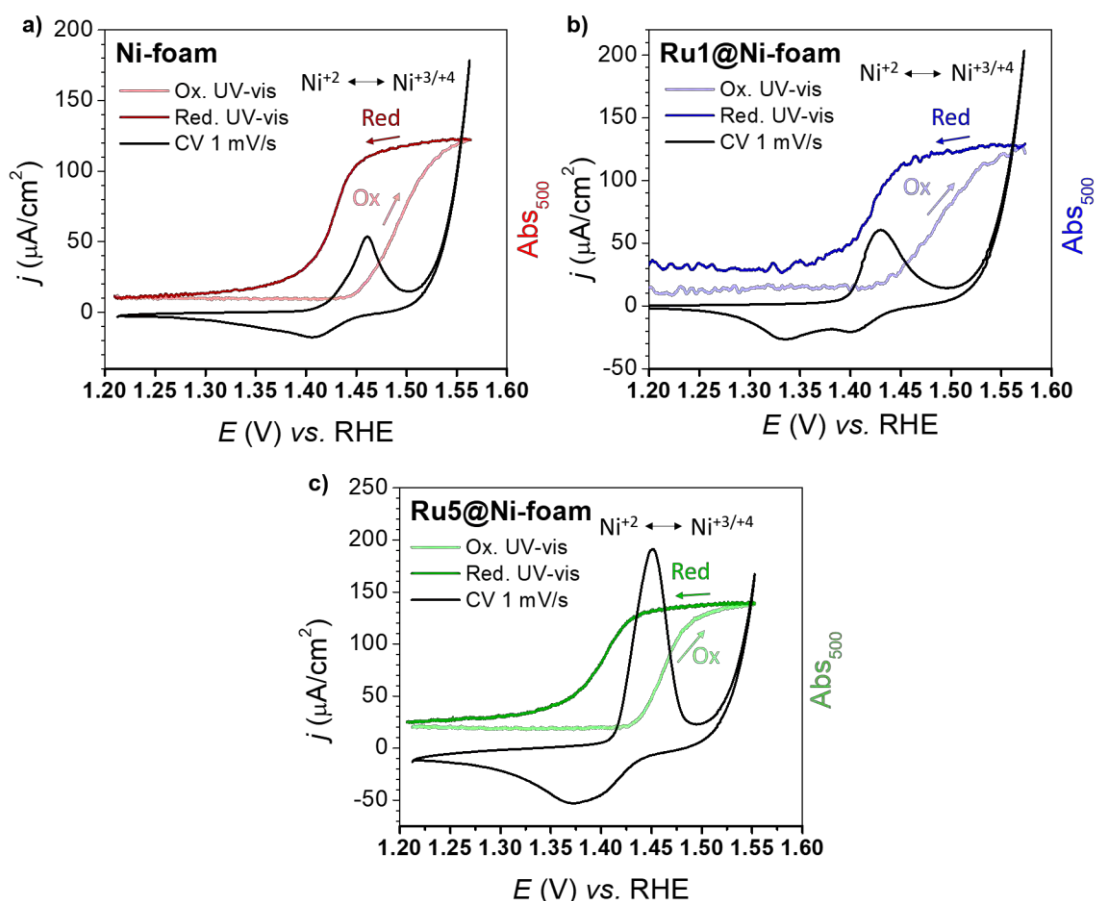 a)
Ni-foam
Ni+2 ↔ Ni+3/+4
Ox. UV-vis
Red. UV-vis
CV 1 mV/s
Red
Ox
200
150
100
50
0
j (µA/cm2)
Abs500
1.20 1.30 1.35 1.40 1.45 1.50 1.55 1.60
E (V) vs. RHE
b)
Ru1@Ni-foam
Ni+2 ↔ Ni+3/+4
Ox. UV-vis
Red. UV-vis
CV 1 mV/s
Red
Ox
200
150
100
50
0
-50
j (µA/cm2)
Abs500
1.20 1.25 1.30 1.35 1.40 1.45 1.50 1.55 1.60
E (V) vs. RHE
c)
Ru5@Ni-foam
Ni+2 ↔ Ni+3/+4
Ox. UV-vis
Red. UV-vis
CV 1 mV/s
Red
Ox
250
200
150
100
50
0
-50
j (µA/cm2)
Abs500
1.20 1.25 1.30 1.35 1.40 1.45 1.50 1.55 1.60
E (V) vs. RHE